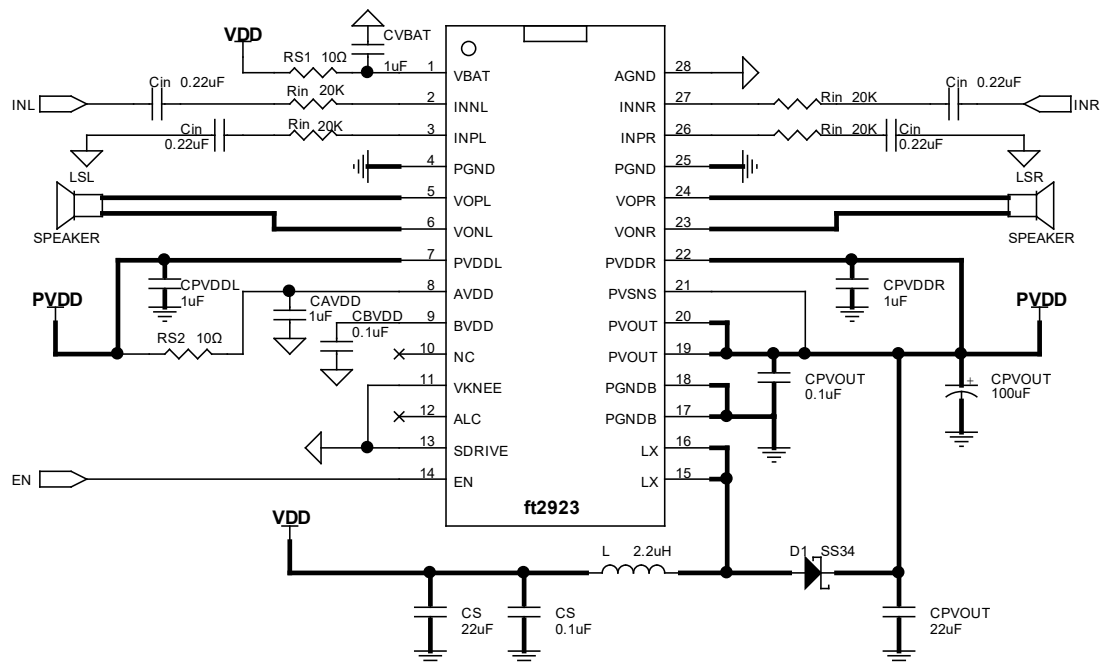 VDD
CVBAT
1uF
RS1 10Ω
1 VBAT
AGND 28
INL
Cin 0.22uF
Rin 20K
2 INNL
INNR 27
Rin 20K
Cin 0.22uF
INR
Cin
0.22uF
Rin 20K
3 INPL
INPR 26
Rin 20K
Cin
0.22uF
4 PGND
PGND 25
LSL
SPEAKER
5 VOPL
VOPR 24
LSR
SPEAKER
6 VONL
VONR 23
7 PVDDL
PVDDR 22
PVDD
CPVDDL
1uF
CPVDDR
1uF
8 AVDD
PVSNS 21
PVDD
CAVDD
1uF
RS2 10Ω
9 BVDD
PVOUT 20
CBVDD
0.1uF
10 NC
PVOUT 19
11 VKNEE
PGNDB 18
CPVOUT
0.1uF
CPVOUT
100uF
+
12 ALC
PGNDB 17
13 SDRIVE
LX 16
EN
14 EN
LX 15
ft2923
VDD
L 2.2uH
D1 SS34
CS
22uF
CS
0.1uF
CPVOUT
22uF